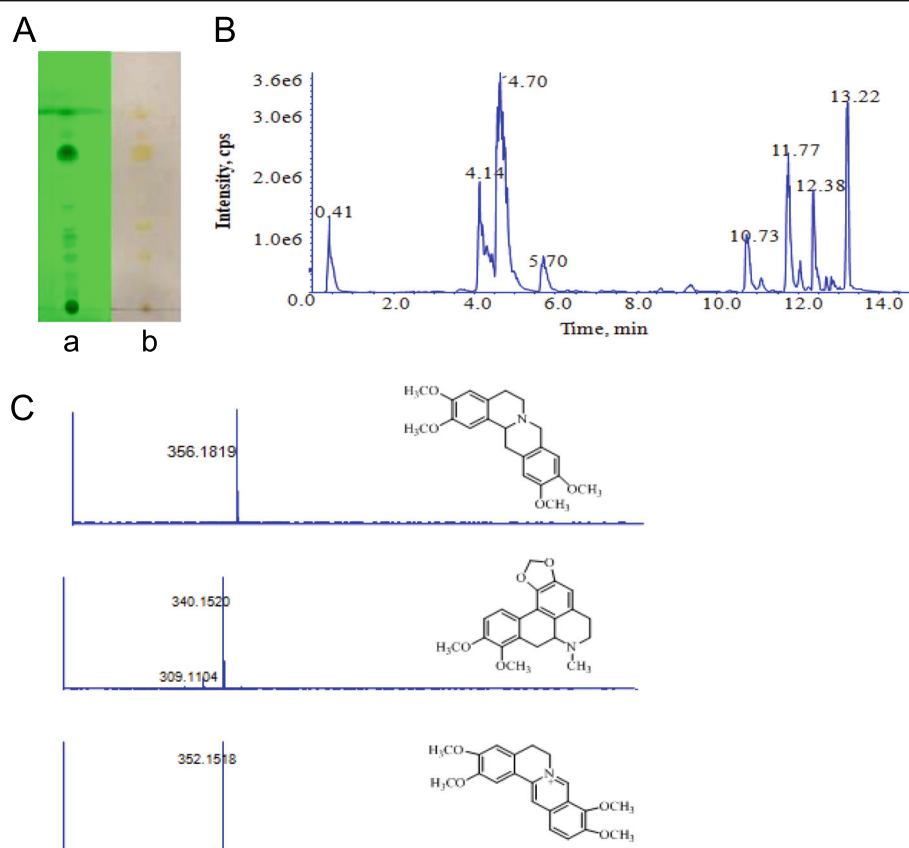 A
B
a
b
3.6e6
3.0e6
2.0e6
1.0e6
0.0
Intensity, cps
0.41
4.14
4.70
5.70
10.73
11.77
12.38
13.22
2.0
4.0
6.0
8.0
10.0
12.0
14.0
Time, min
C
356.1819
H₃CO
H₃CO
N
OCH₃
OCH₃
340.1520
309.1104
O
O
H₃CO
OCH₃
N
CH₃
352.1518
H₃CO
H₃CO
N
+
OCH₃
OCH₃